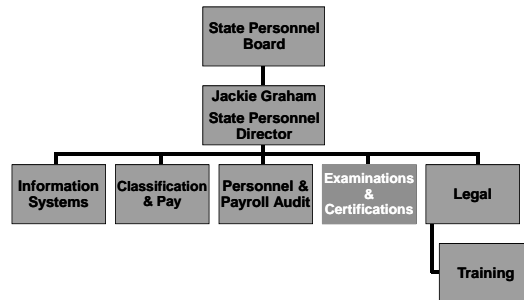 State Personnel
Board
Jackie Graham
State Personnel
Director
Information
Systems
Classification
& Pay
Personnel &
Payroll Audit
Examinations
&
Certifications
Legal
Training